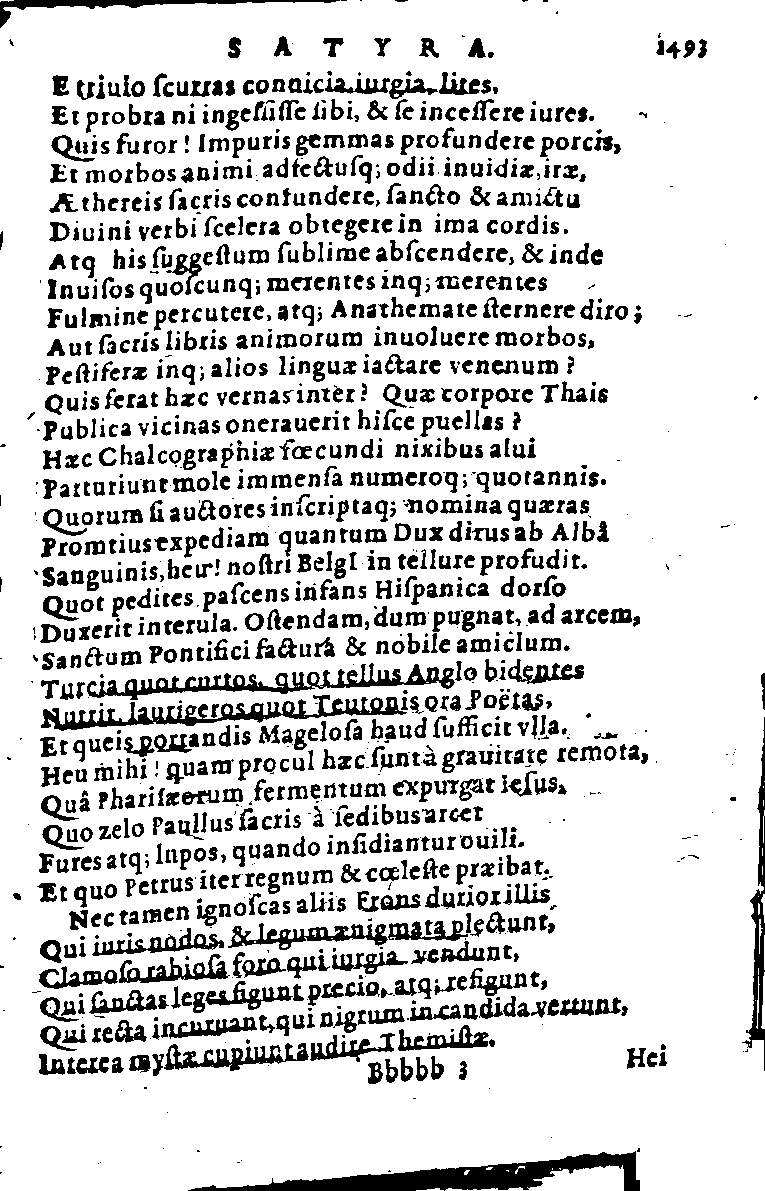 SATYRA. 1493
E triuio ſcurras conuicia, iurgia, lites,
Et probra ni ingeſſiſſe ſibi, & ſe inceſſere iures.
Quis furor! Impuris gemmas profundere porcis,
Et morbos animi adfectuſq; odii inuidiæ, iræ,
Æthereis ſacris confundere, ſancto & amictu
Diuini verbi ſcelera obtegere in ima cordis.
Atq his ſuggeſtum ſublime abſcendere, & inde
Inuiſos quoſcunq; merentes inq; merentes
Fulmine percutere, atq; Anathemate ſternere diro;
Aut ſacris libris animorum inuoluere morbos,
Peſtiferæ inq; alios linguæ iactare venenum?
Quis ferat hæc vernas inter? Quæ corpore Thais
Publica vicinas onerauerit hiſce puellas?
Hæc Chalcographiæ fœcundi nixibus alui
Parturiunt mole immenſa numeroq; quotannis.
Quorum ſi auctores inſcriptaq; nomina quæras
Promtius expediam quantum Dux dirus ab Albâ
Sanguinis, heu! noſtri BelgI in tellure profudit.
Quot pedites paſcens infans Hiſpanica dorſo
Duxerit interula. Oſtendam, dum pugnat, ad arcem,
Sanctum Pontifici facturâ & nobile amiclum.
Turcia quot curtos, quot tellus Anglo bidentes
Nutrit, laurigeros quot Teutonis ora Poëtas,
Et queis portandis Mageloſa haud ſufficit vlla.
Heu mihi! quam procul hæc ſunt à grauitate remota,
Quâ Phariſæorum fermentum expurgat Ieſus,
Quo zelo Paullus ſacris à ſedibus arcet
Fures atq; lupos, quando inſidiantur ouili.
Et quo Petrus iter regnum & cœleſte præibat.
Nec tamen ignoſcas aliis Frons durior illis
Qui iuris nodos, & legum ænigmata plectunt,
Clamoſo rabioſa foro qui iurgia vendunt,
Qui ſanctas leges figunt precio, atq; refigunt,
Qui recta incuruant, qui nigrum in candida vertunt,
Interea myſtæ cupiunt audire Themiſtæ.
Bbbbb 3 Hei